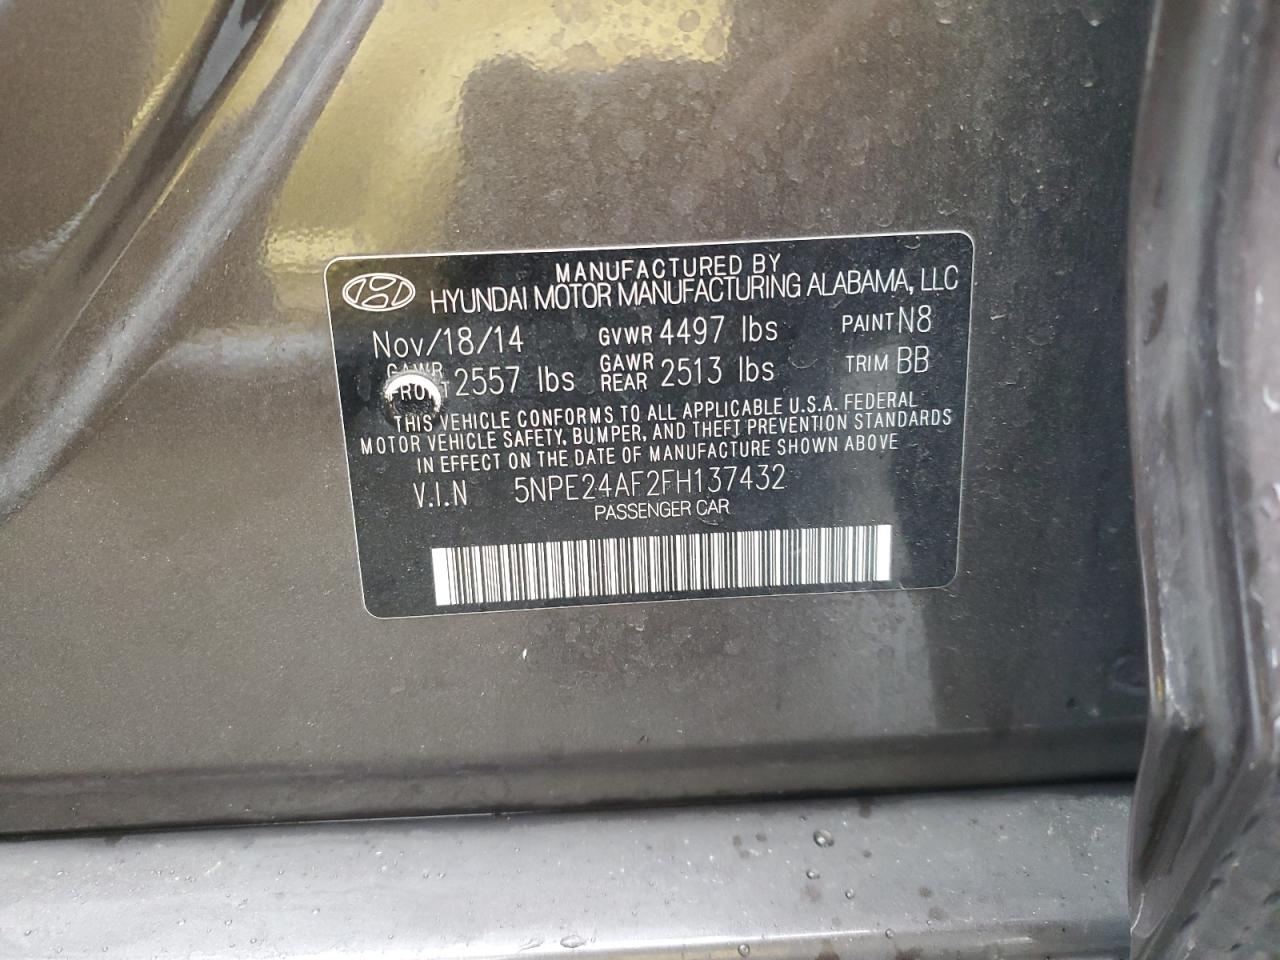 MANUFACTURED BY
HYUNDAI MOTOR MANUFACTURING ALABAMA, LLC
Nov/18/14 GVWR 4497 lbs PAINT N8
GAWR FRONT 2557 lbs GAWR REAR 2513 lbs TRIM BB
THIS VEHICLE CONFORMS TO ALL APPLICABLE U.S.A. FEDERAL
MOTOR VEHICLE SAFETY, BUMPER, AND THEFT PREVENTION STANDARDS
IN EFFECT ON THE DATE OF MANUFACTURE SHOWN ABOVE
V.I.N 5NPE24AF2FH137432
PASSENGER CAR